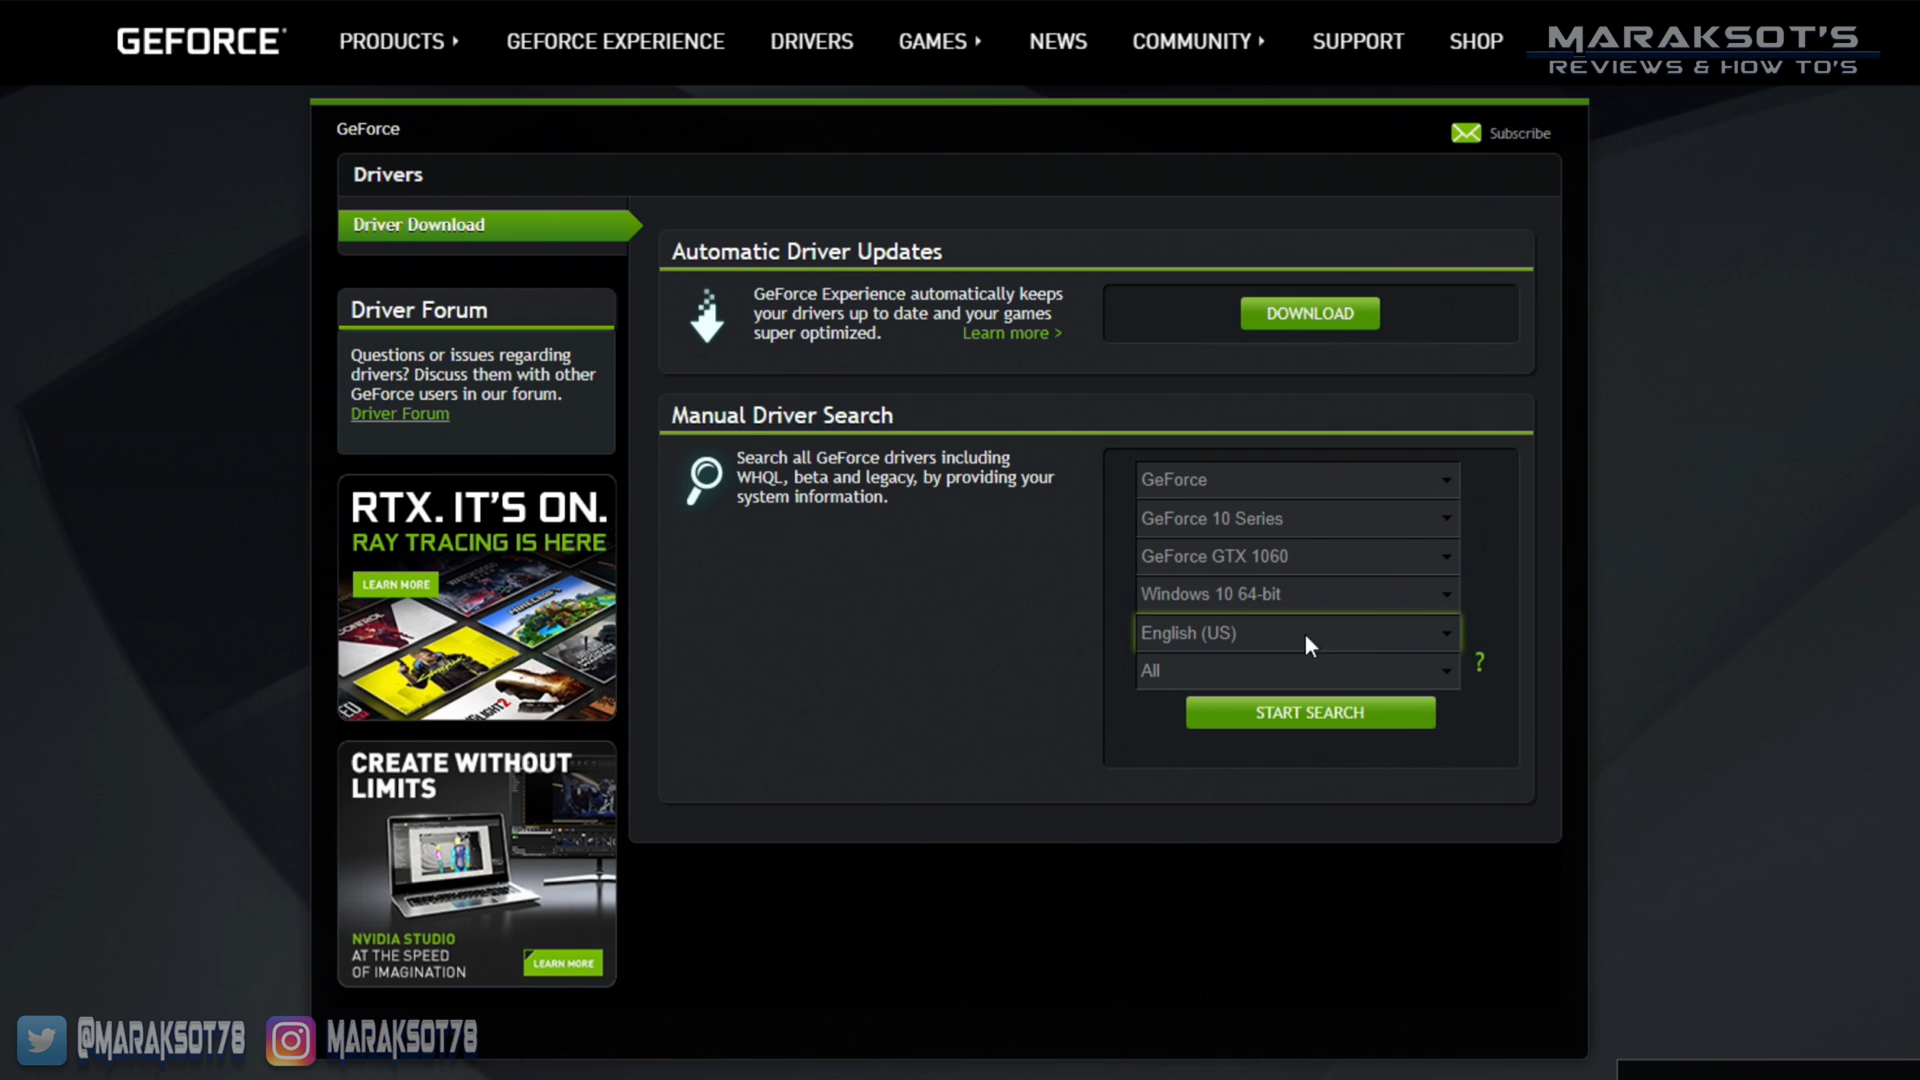 GEFORCE
PRODUCTS
GEFORCE EXPERIENCE
DRIVERS
GAMES
NEWS
COMMUNITY
SUPPORT
SHOP
MARAKSOT'S
REVIEWS & HOW TO'S
GeForce
Subscribe
Drivers
Driver Download
Automatic Driver Updates
GeForce Experience automatically keeps
your drivers up to date and your games
super optimized. Learn more >
DOWNLOAD
Driver Forum
Questions or issues regarding
drivers? Discuss them with other
GeForce users in our forum.
Driver Forum
Manual Driver Search
Search all GeForce drivers including
WHQL, beta and legacy, by providing your
system information.
GeForce
GeForce 10 Series
GeForce GTX 1060
Windows 10 64-bit
English (US)
All
?
START SEARCH
RTX. IT'S ON.
RAY TRACING IS HERE
LEARN MORE
CONTROL
MINECRAFT
CREATE WITHOUT
LIMITS
NVIDIA STUDIO
AT THE SPEED
OF IMAGINATION
LEARN MORE
@MARAKSOT78
MARAKSOT78